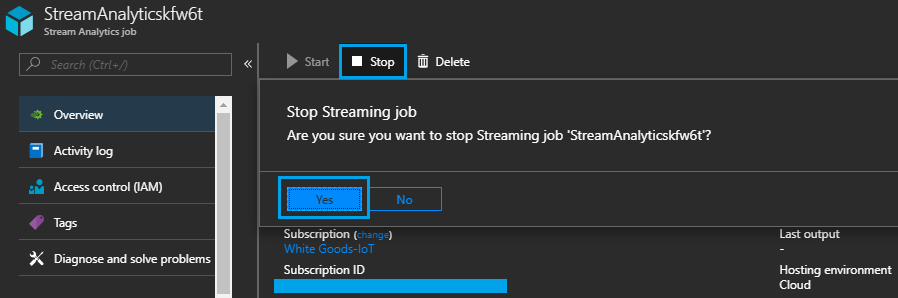 StreamAnalyticskfw6t
Stream Analytics job
Search (Ctrl+/)
«
Overview
Activity log
Access control (IAM)
Tags
Diagnose and solve problems
Start
Stop
Delete
Stop Streaming job
Are you sure you want to stop Streaming job 'StreamAnalyticskfw6t'?
Yes
No
Subscription (change)
White Goods-IoT
Subscription ID
Last output
-
Hosting environment
Cloud